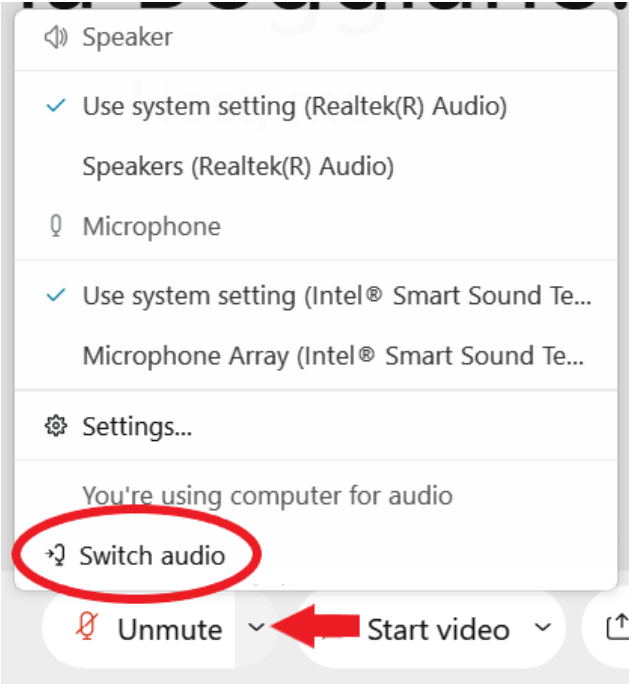 Speaker
Use system setting (Realtek(R) Audio)
Speakers (Realtek(R) Audio)
Microphone
Use system setting (Intel® Smart Sound Te...
Microphone Array (Intel® Smart Sound Te...
Settings...
You're using computer for audio
Switch audio
Unmute
Start video